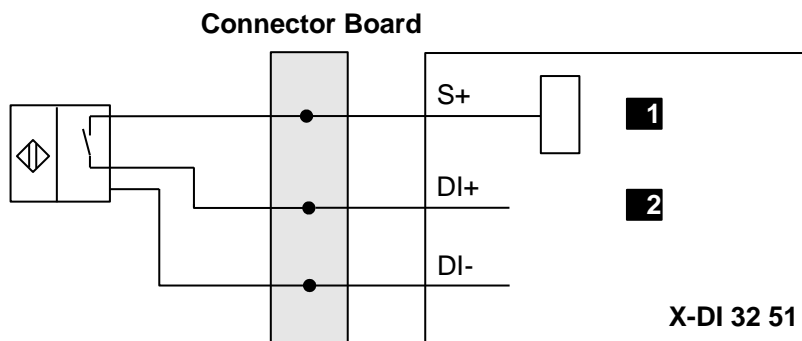 Connector Board
S+
1
DI+
2
DI-
X-DI 32 51